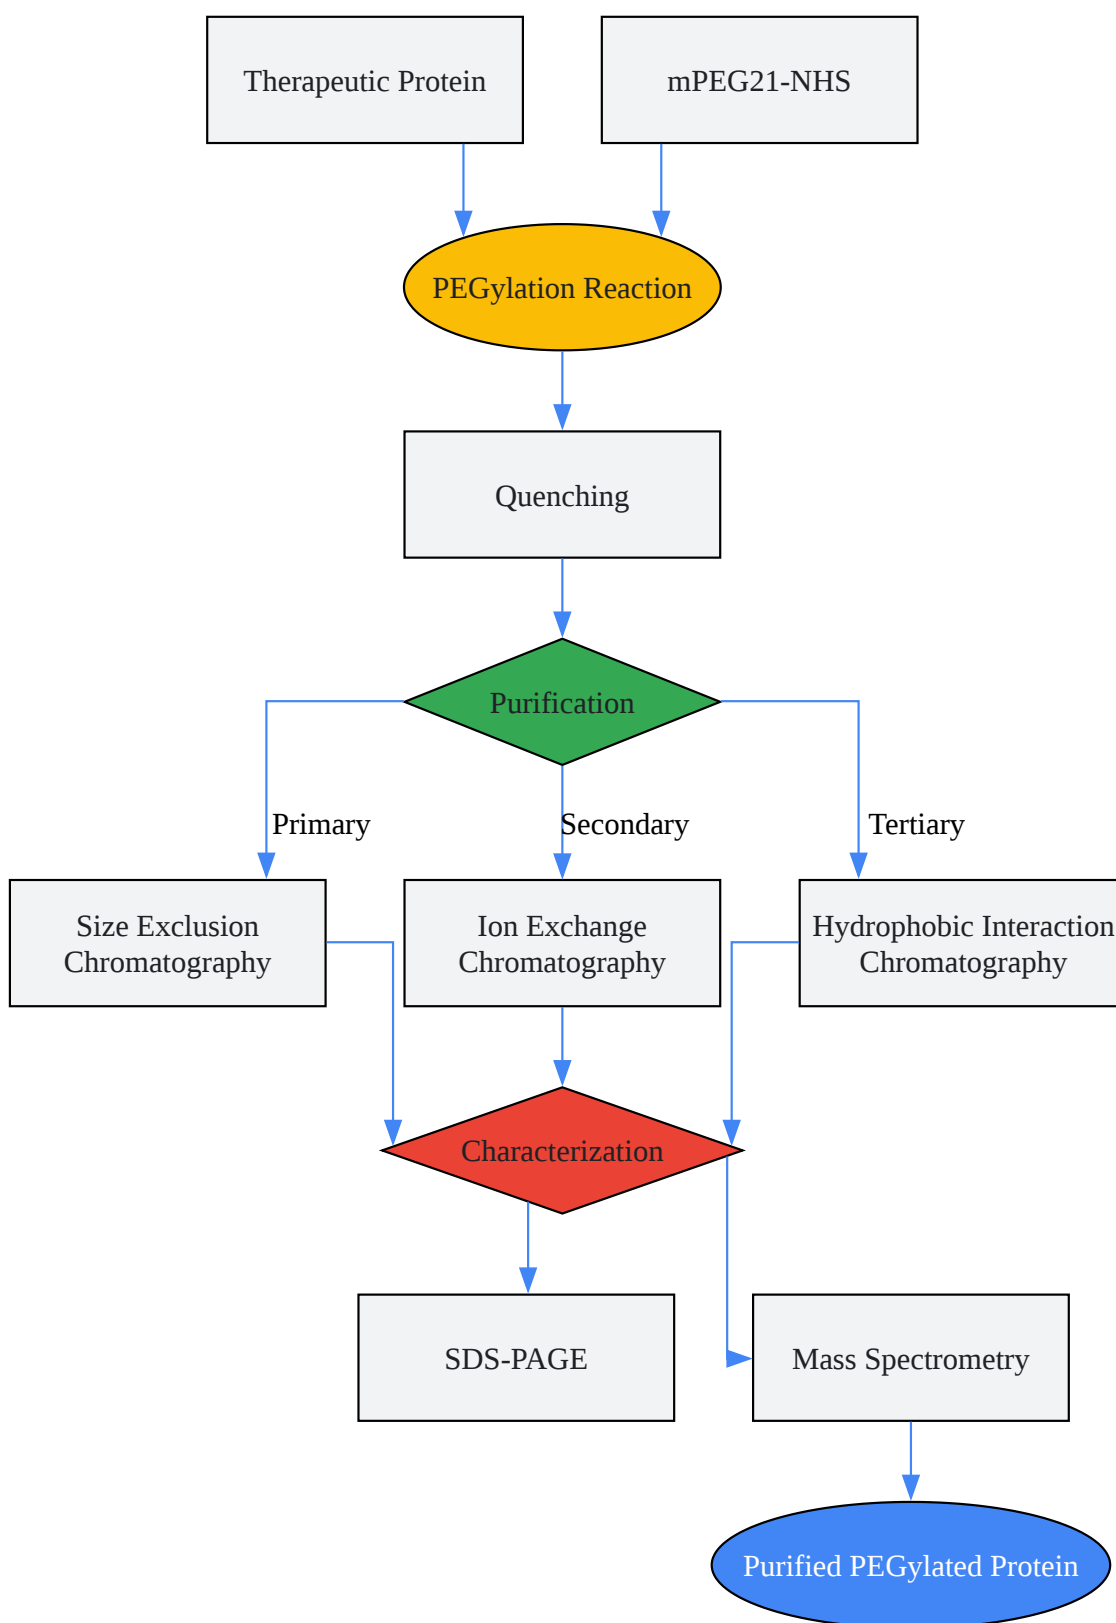 Therapeutic Protein
mPEG21-NHS
PEGylation Reaction
Quenching
Purification
Primary
Secondary
Tertiary
Size Exclusion
Chromatography
Ion Exchange
Chromatography
Hydrophobic Interaction
Chromatography
Characterization
SDS-PAGE
Mass Spectrometry
Purified PEGylated Protein